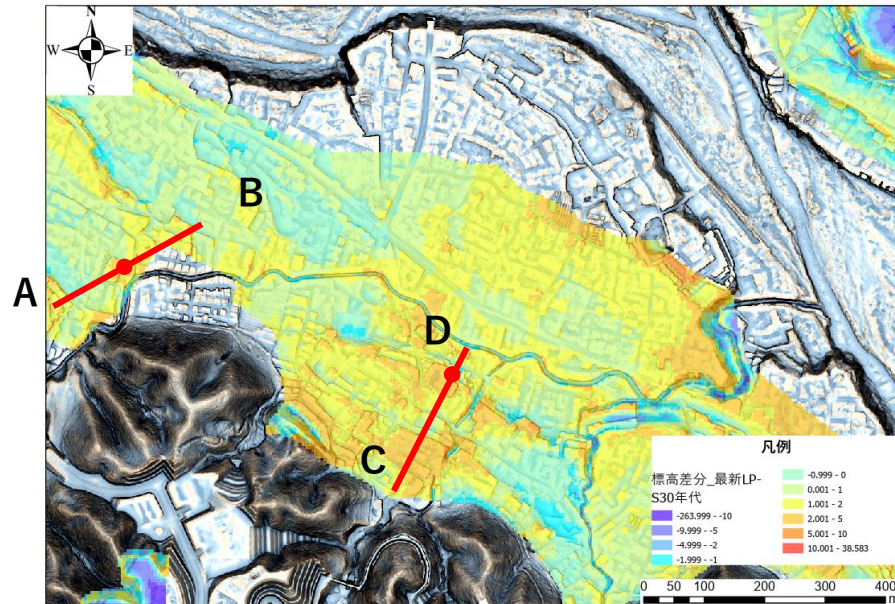 N
W E
S
B
A
D
C
凡例
標高差分_最新LP-
S30年代
-263.999 - -10
-9.999 - -5
-4.999 - -2
-1.999 - -1
-0.999 - 0
0.001 - 1
1.001 - 2
2.001 - 5
5.001 - 10
10.001 - 38.583
0 50 100 200 300 400
m